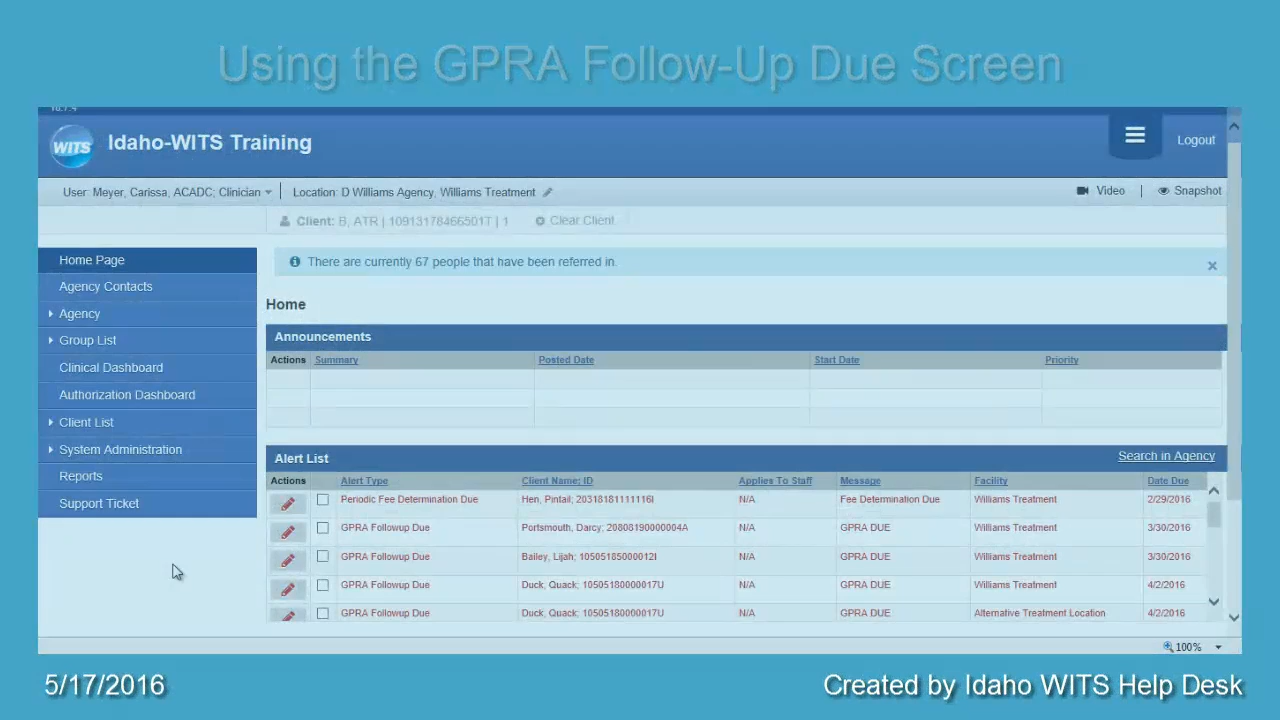 Using the GPRA Follow-Up Due Screen
WITS
Idaho-WITS Training
Logout
User: Meyer, Carissa, ACADC; Clinician
Location: D Williams Agency, Williams Treatment
Video | Snapshot
Client: B, ATR | 10913178466501T | 1
Clear Client
Home Page
There are currently 67 people that have been referred in.
Agency Contacts
Home
Agency
Announcements
Group List
Actions Summary Posted Date Start Date Priority
Clinical Dashboard
Authorization Dashboard
Client List
System Administration
Alert List
Search in Agency
Reports
Actions Alert Type Client Name; ID Applies To Staff Message Facility Date Due
Support Ticket
Periodic Fee Determination Due Hen, Pintail; 20318181111116I N/A Fee Determination Due Williams Treatment 2/29/2016
GPRA Followup Due Portsmouth, Darcy; 20808190000004A N/A GPRA DUE Williams Treatment 3/30/2016
GPRA Followup Due Bailey, Lijah; 10505185000012I N/A GPRA DUE Williams Treatment 3/30/2016
GPRA Followup Due Duck, Quack; 10505180000017U N/A GPRA DUE Williams Treatment 4/2/2016
GPRA Followup Due Duck, Quack; 10505180000017U N/A GPRA DUE Alternative Treatment Location 4/2/2016
100%
5/17/2016
Created by Idaho WITS Help Desk